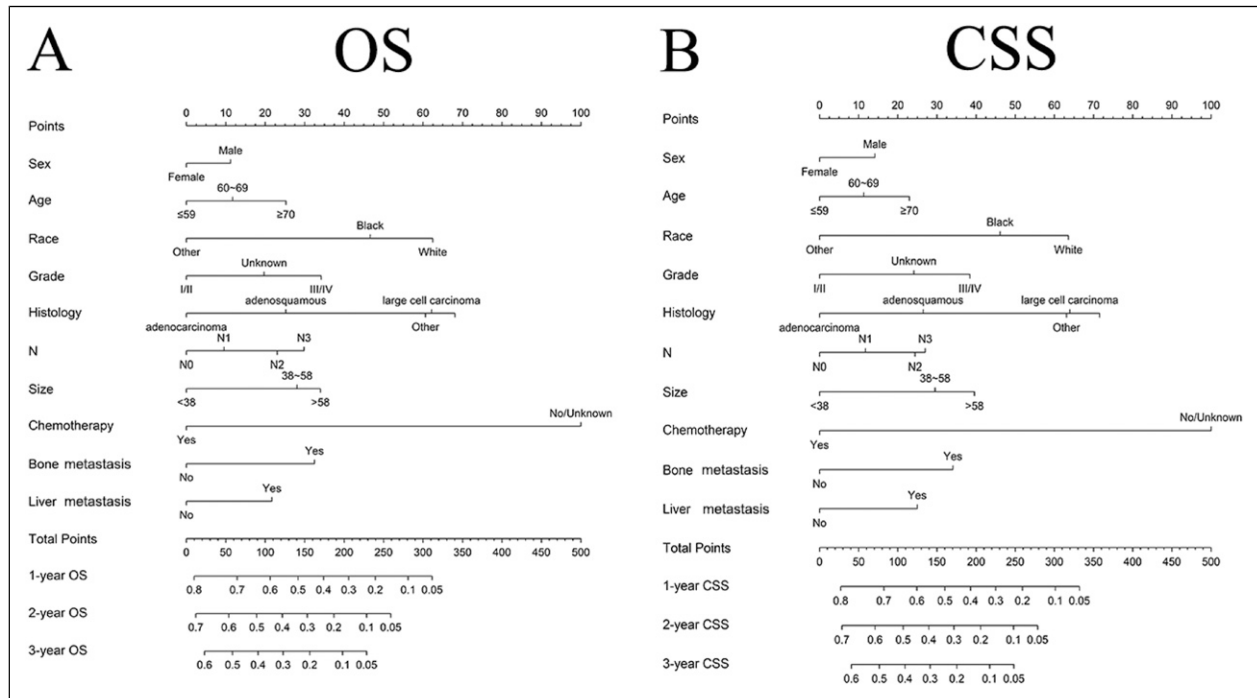 A OS
0 10 20 30 40 50 60 70 80 90 100
Points
Male
Sex
Female
60~69
Age
≤59 ≥70
Black
Race
Other White
Unknown
Grade
I/II III/IV
adenosquamous large cell carcinoma
Histology
adenocarcinoma Other
N1 N3
N
N0 N2
38~58
Size
<38 >58
No/Unknown
Chemotherapy
Yes
Yes
Bone metastasis
No
Yes
Liver metastasis
No
Total Points
0 50 100 150 200 250 300 350 400 450 500
1-year OS
0.8 0.7 0.6 0.5 0.4 0.3 0.2 0.1 0.05
2-year OS
0.7 0.6 0.5 0.4 0.3 0.2 0.1 0.05
3-year OS
0.6 0.5 0.4 0.3 0.2 0.1 0.05
B CSS
0 10 20 30 40 50 60 70 80 90 100
Points
Male
Sex
Female
60~69
Age
≤59 ≥70
Black
Race
Other White
Unknown
Grade
I/II III/IV
adenosquamous large cell carcinoma
Histology
adenocarcinoma Other
N1 N3
N
N0 N2
38~58
Size
<38 >58
No/Unknown
Chemotherapy
Yes
Yes
Bone metastasis
No
Yes
Liver metastasis
No
Total Points
0 50 100 150 200 250 300 350 400 450 500
1-year CSS
0.8 0.7 0.6 0.5 0.4 0.3 0.2 0.1 0.05
2-year CSS
0.7 0.6 0.5 0.4 0.3 0.2 0.1 0.05
3-year CSS
0.6 0.5 0.4 0.3 0.2 0.1 0.05